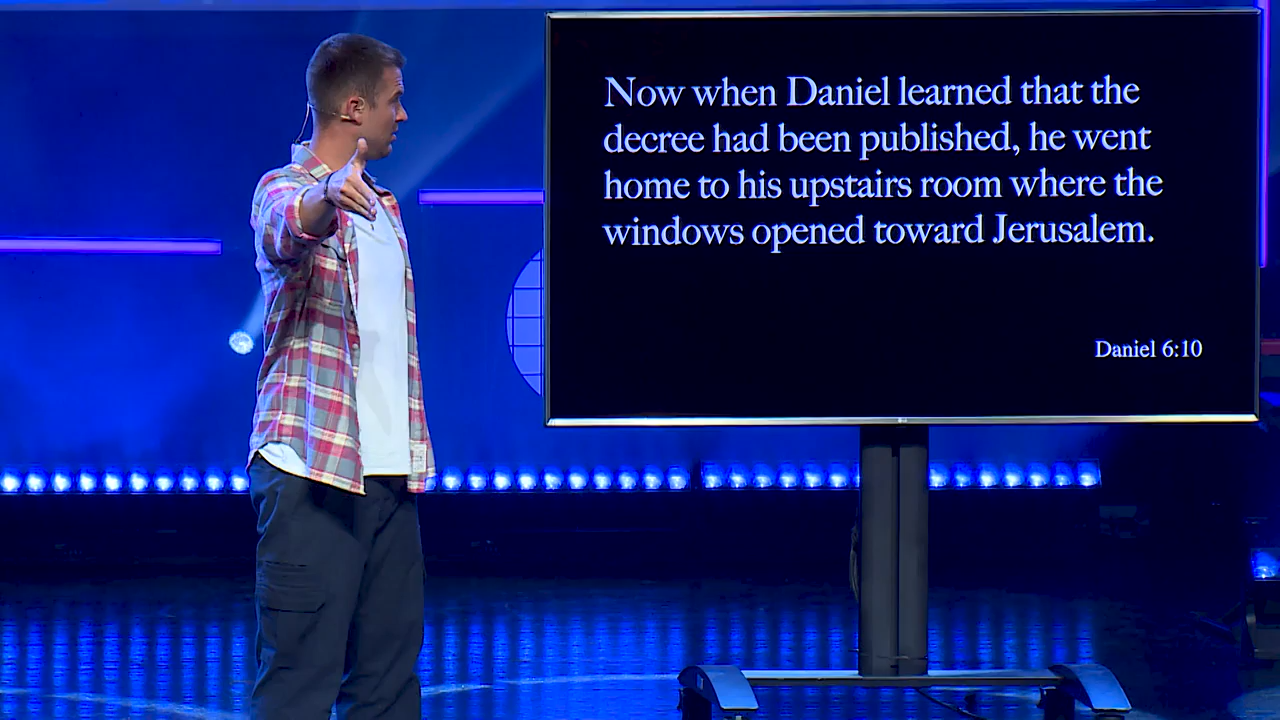 Now when Daniel learned that the
decree had been published, he went
home to his upstairs room where the
windows opened toward Jerusalem.
Daniel 6:10